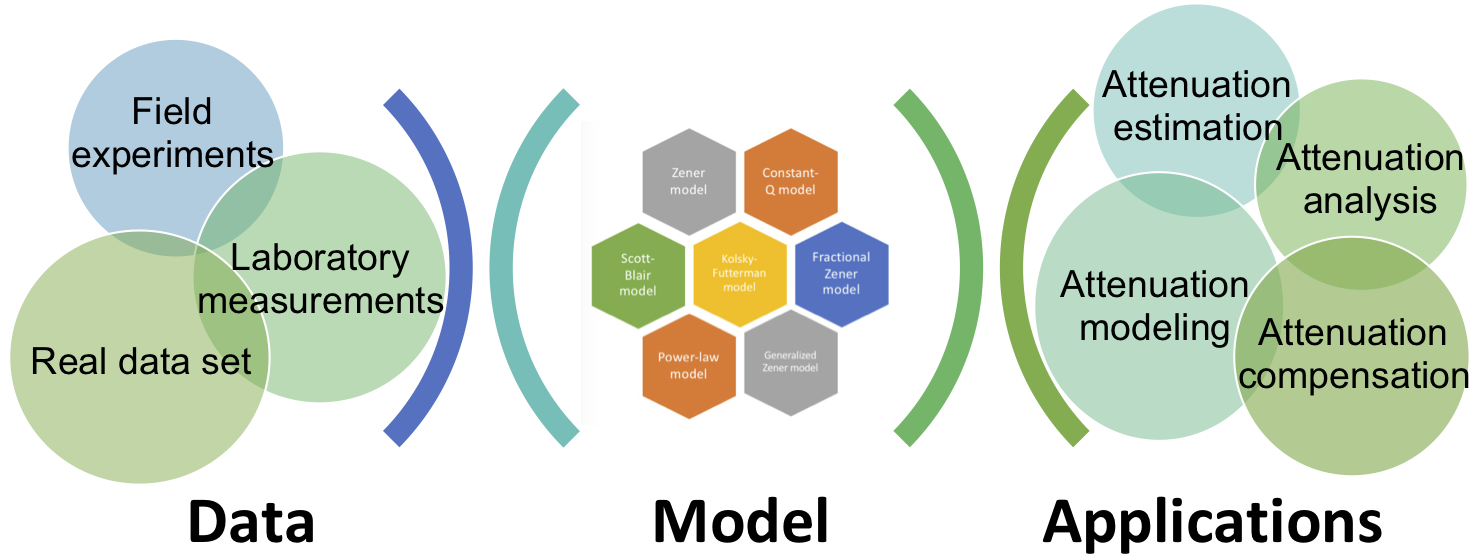 Field
experiments
Laboratory
measurements
Real data set
Data
Zener
model
Constant-
Q model
Scott-
Blair
model
Kolsky-
Futterman
model
Fractional
Zener
model
Power-law
model
Generalized
Zener model
Model
Attenuation
estimation
Attenuation
analysis
Attenuation
modeling
Attenuation
compensation
Applications